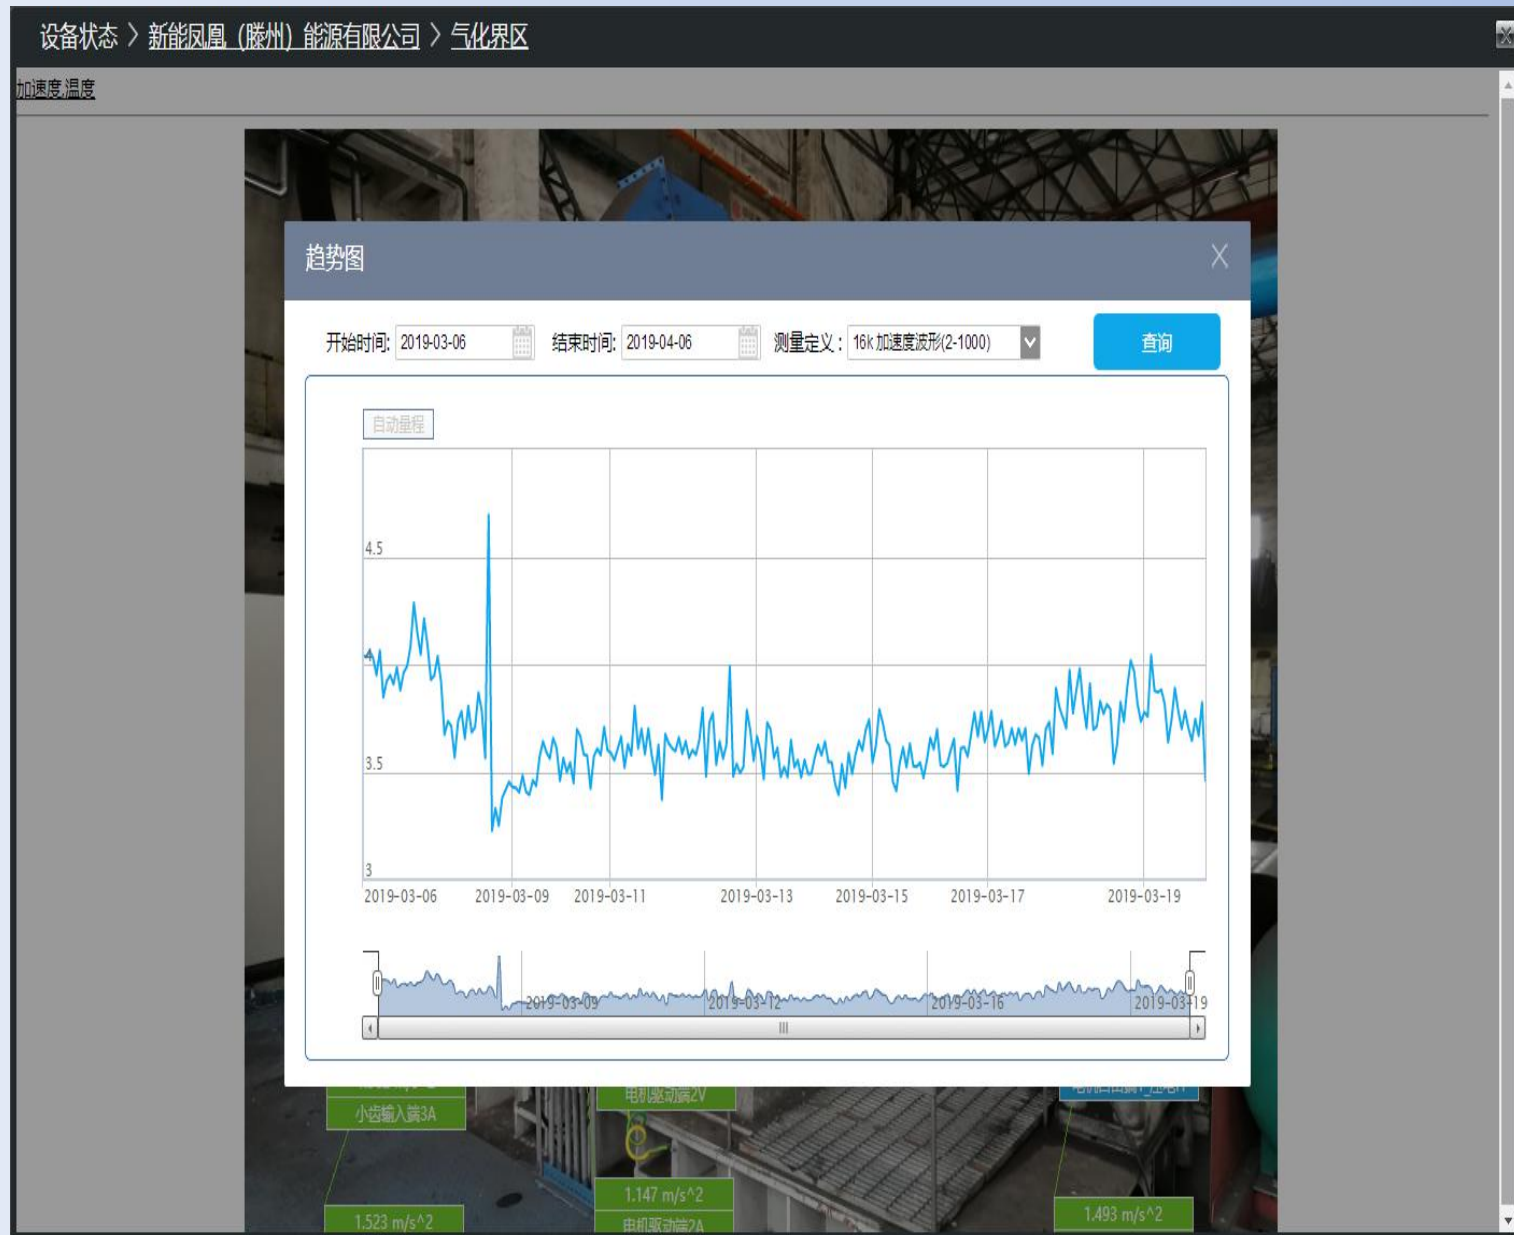 设备状态 > 新能凤凰（滕州）能源有限公司 > 气化界区
加速度,温度
趋势图
开始时间: 2019-03-06 结束时间: 2019-04-06 测量定义： 16k 加速度波形(2-1000) 查询
自动量程
4.5
4
3.5
3
2019-03-06 2019-03-09 2019-03-11 2019-03-13 2019-03-15 2019-03-17 2019-03-19
2019-03-09 2019-03-12 2019-03-16 2019-03-19
电机驱动端2V
小齿输入端3A
1.147 m/s^2
1.523 m/s^2
电机驱动端2A
1.493 m/s^2